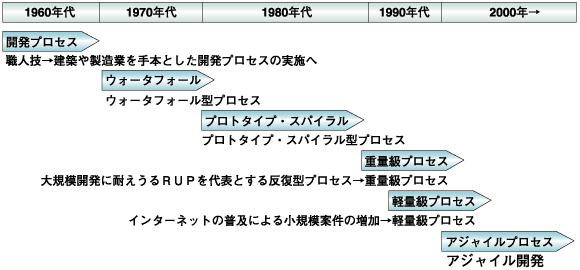 1960年代
1970年代
1980年代
1990年代
2000年→
開発プロセス
職人技→建築や製造業を手本とした開発プロセスの実施へ
ウォータフォール
ウォータフォール型プロセス
プロトタイプ・スパイラル
プロトタイプ・スパイラル型プロセス
重量級プロセス
大規模開発に耐えうるRUPを代表とする反復型プロセス→重量級プロセス
軽量級プロセス
インターネットの普及による小規模案件の増加→軽量級プロセス
アジャイルプロセス
アジャイル開発